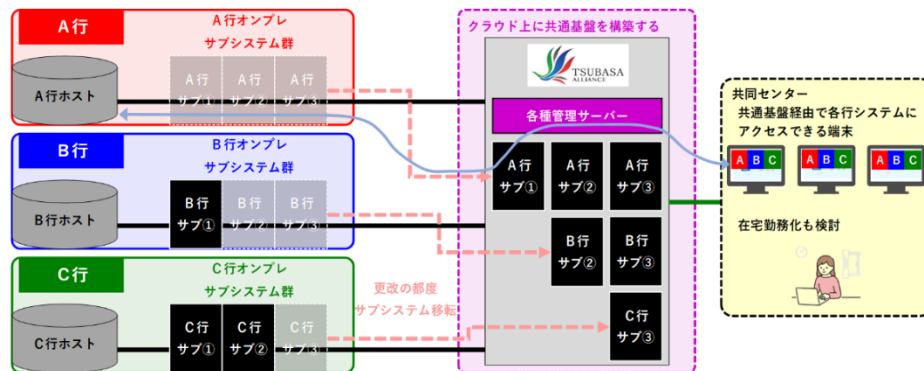 A行
A行オンプレ
サブシステム群
A行ホスト
A行
サブ①
A行
サブ②
A行
サブ③
B行
B行オンプレ
サブシステム群
B行ホスト
B行
サブ①
B行
サブ②
B行
サブ③
C行
C行オンプレ
サブシステム群
C行ホスト
C行
サブ①
C行
サブ②
C行
サブ③
更改の都度
サブシステム移転
クラウド上に共通基盤を構築する
TSUBASA
ALLIANCE
各種管理サーバー
A行
サブ①
A行
サブ②
A行
サブ③
B行
サブ②
B行
サブ③
C行
サブ③
共同センター
共通基盤経由で各行システムに
アクセスできる端末
A B C
A B C
A B C
在宅勤務化も検討